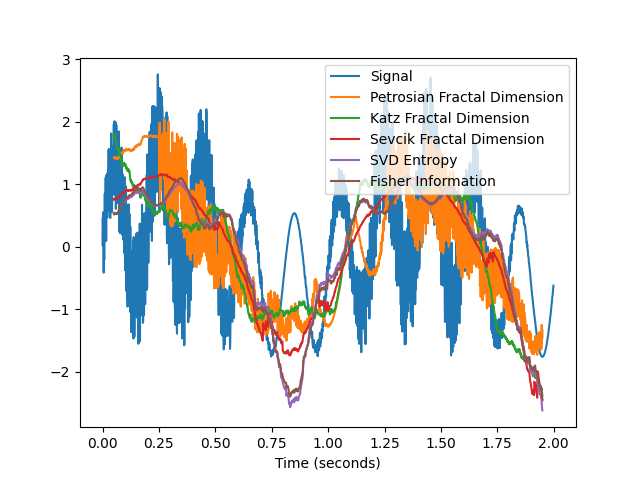 3
2
1
0
−1
−2
Signal
Petrosian Fractal Dimension
Katz Fractal Dimension
Sevcik Fractal Dimension
SVD Entropy
Fisher Information
0.00 0.25 0.50 0.75 1.00 1.25 1.50 1.75 2.00
Time (seconds)